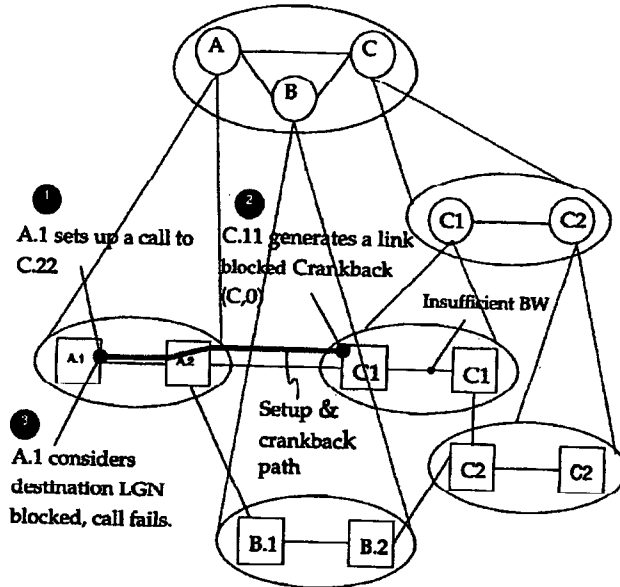 A
C
B
1
2
A.1 sets up a call to
C.22
C.11 generates a link
blocked Crankback
(C,0)
C1
C2
Insufficient BW
A.1
A.2
C1
C1
Setup &
crankback
path
3
A.1 considers
destination LGN
blocked, call fails.
C2
C2
B.1
B.2